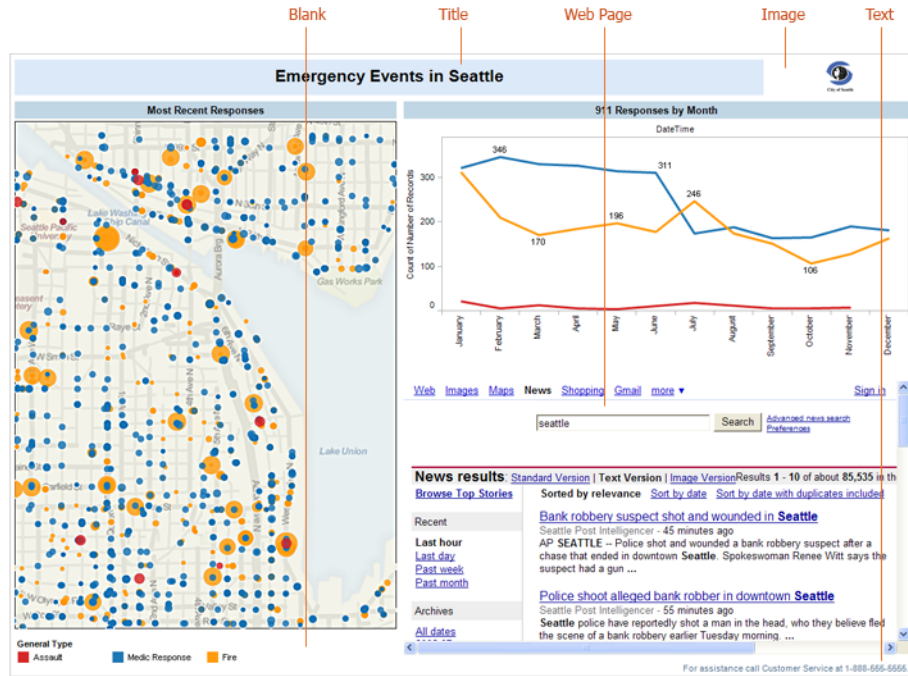 Blank
Title
Web Page
Image
Text
Emergency Events in Seattle
City of Seattle
Most Recent Responses
911 Responses by Month
DateTime
Count of Number of Records
300
200
100
0
346
311
246
196
170
106
January
February
March
April
May
June
July
August
September
October
November
December
Lake Wash
Ship Canal
Seattle Pacific
University
Aurora Brg
Gas Works Park
Lake Union
Web Images Maps News Shopping Gmail more ▼ Sign in
seattle
Search
Advanced news search
Preferences
News results: Standard Version | Text Version | Image Version Results 1 - 10 of about 85,535 in th
Browse Top Stories
Sorted by relevance Sort by date Sort by date with duplicates included
Recent
Last hour
Last day
Past week
Past month
Archives
All dates
Bank robbery suspect shot and wounded in Seattle
Seattle Post Intelligencer - 45 minutes ago
AP SEATTLE -- Police shot and wounded a bank robbery suspect after a
chase that ended in downtown Seattle. Spokeswoman Renee Witt says the
suspect had a gun ...
Police shoot alleged bank robber in downtown Seattle
Seattle Post Intelligencer - 55 minutes ago
Seattle police have reportedly shot a man in the head, who they believe fled
the scene of a bank robbery earlier Tuesday morning. ...
General Type
Assault
Medic Response
Fire
For assistance call Customer Service at 1-888-555-5555.